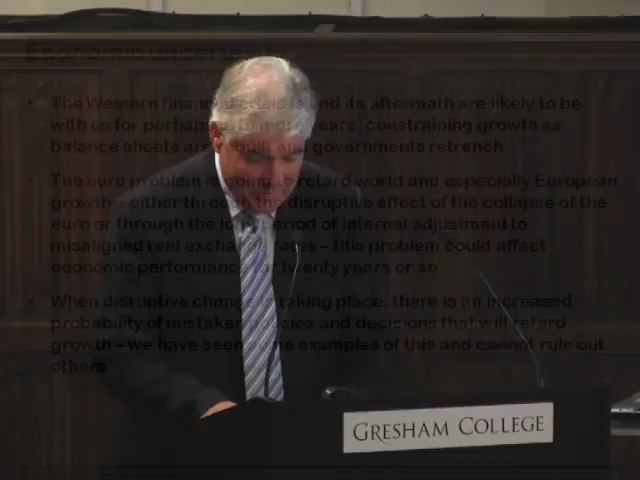 Economic uncerta
• The Western financial crisis is and its aftermath are likely to be
with us for perhaps more years, constraining growth as
balance sheets are rebuilt and governments retrench
• The euro problem is going to retard world and especially European
growth – either through the disruptive effect of the collapse of the
euro or through the long period of internal adjustment to
misaligned real exchange rates – this problem could affect
economic performance for twenty years or so
• When disruptive change is taking place, there is an increased
probability of mistaken policies and decisions that will retard
growth – we have seen some examples of this and cannot rule out
others
GRESHAM COLLEGE